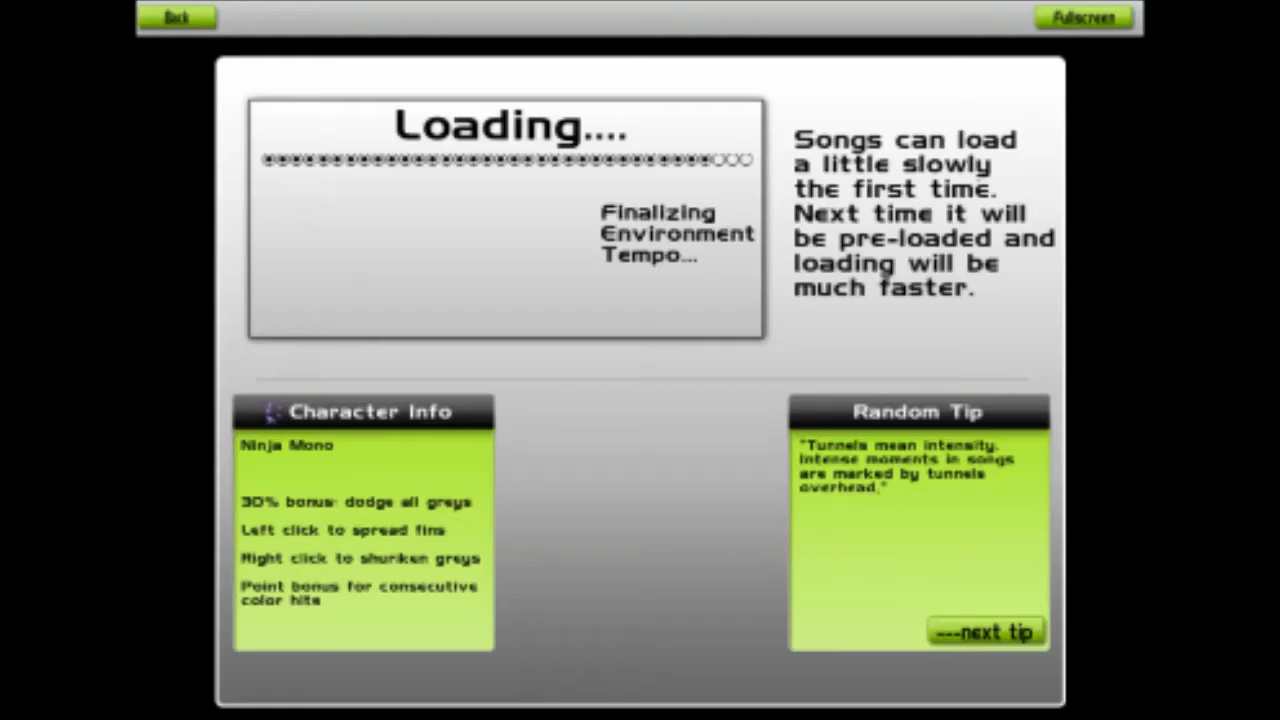 Back
Fullscreen
Loading....
Songs can load
a little slowly
the first time.
Next time it will
be pre-loaded and
loading will be
much faster.
Finalizing
Environment
Tempo...
Character Info
Ninja Mono
30% bonus: dodge all greys
Left click to spread fins
Right click to shuriken greys
Point bonus for consecutive
color hits
Random Tip
"Tunnels mean intensity.
Intense moments in songs
are marked by tunnels
overhead."
---next tip